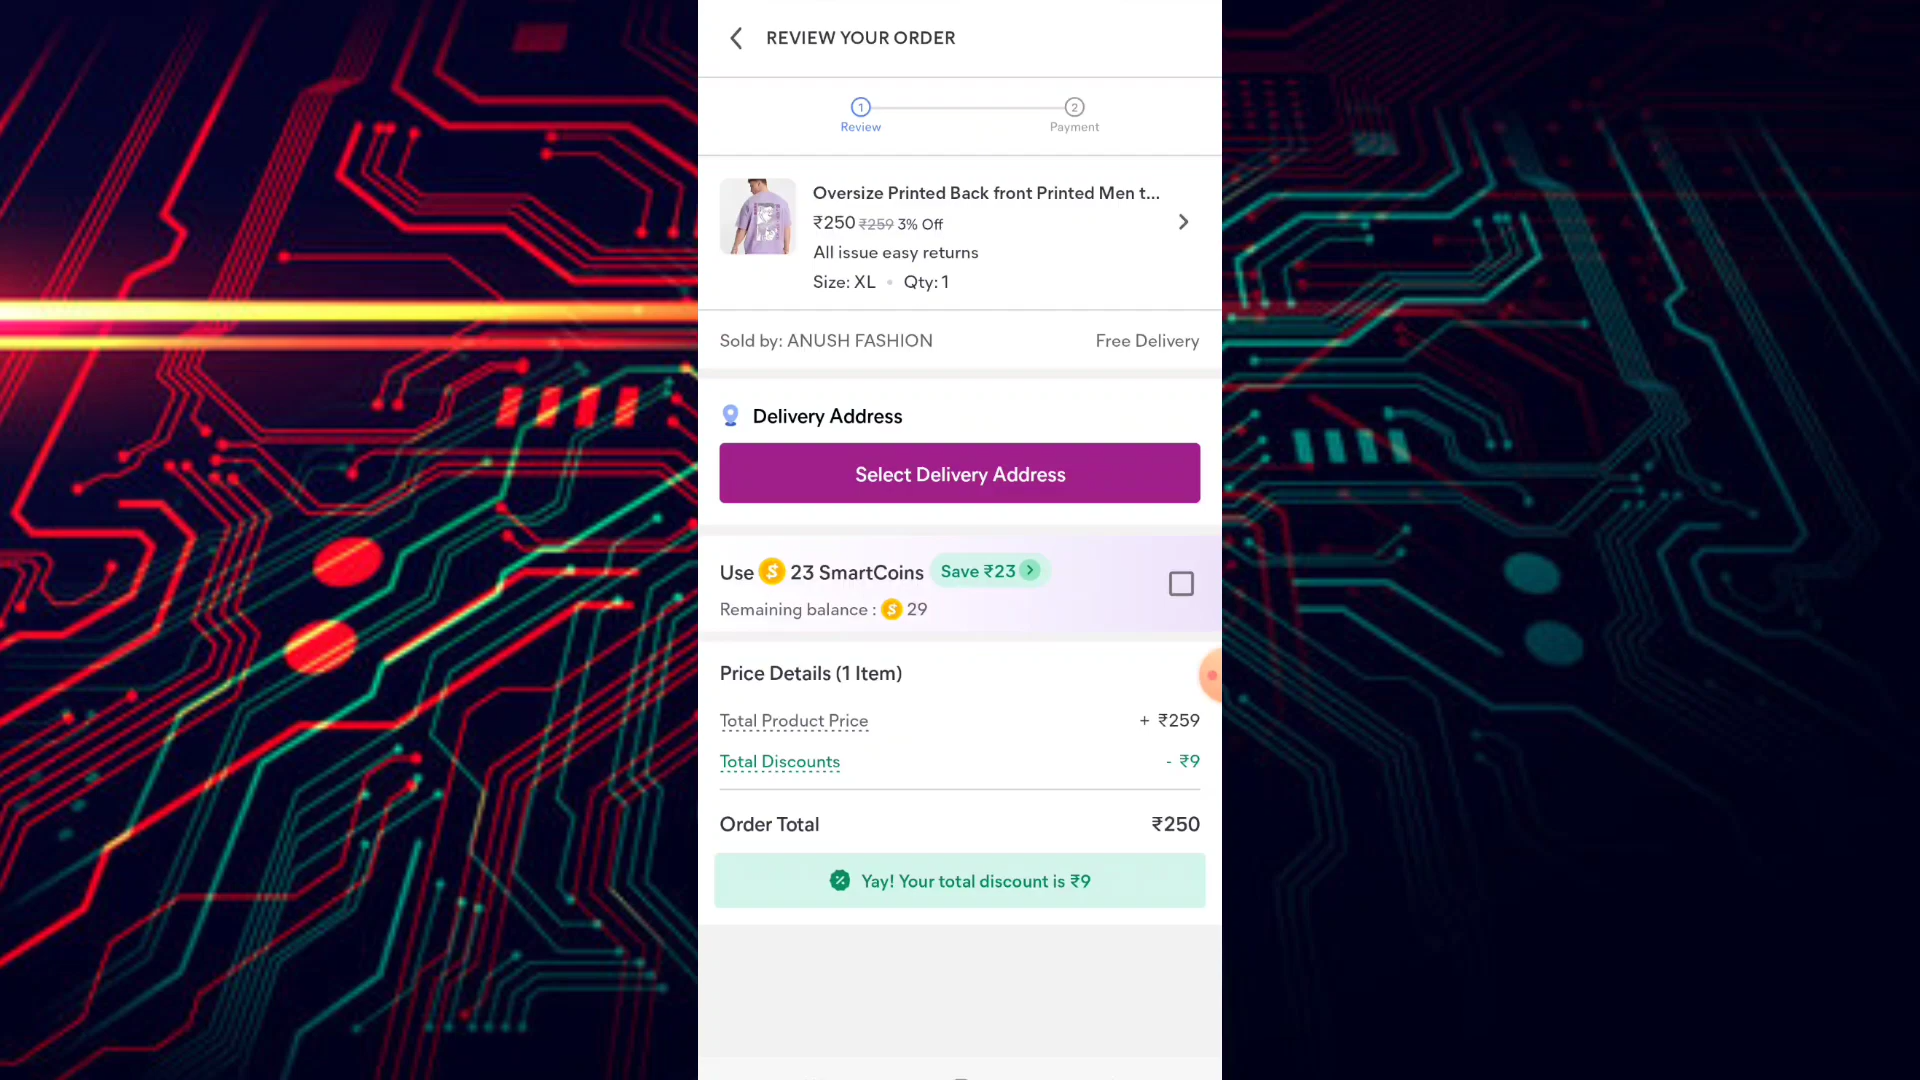 REVIEW YOUR ORDER
1
2
Review
Payment
Oversize Printed Back front Printed Men t...
₹250 ₹259 3% Off
All issue easy returns
Size: XL • Qty: 1
Sold by: ANUSH FASHION
Free Delivery
Delivery Address
Select Delivery Address
Use 23 SmartCoins Save ₹23
Remaining balance : 29
Price Details (1 Item)
Total Product Price
+ ₹259
Total Discounts
- ₹9
Order Total
₹250
Yay! Your total discount is ₹9